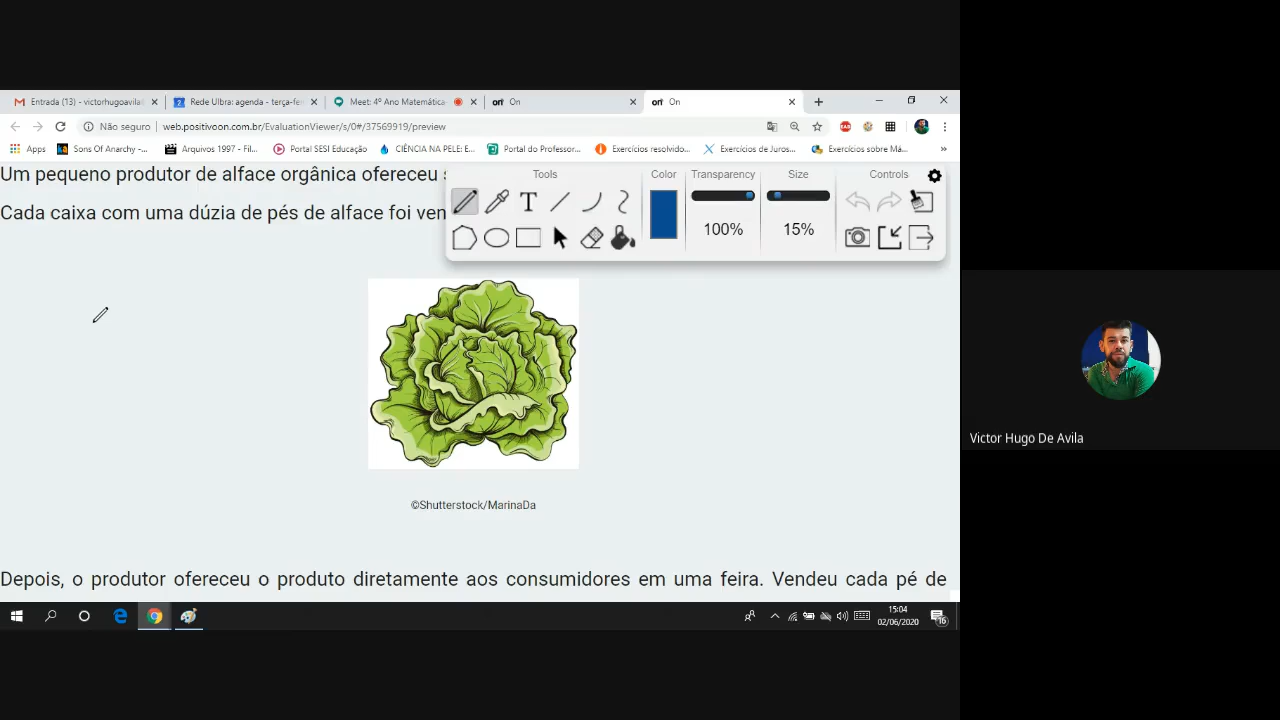 Entrada (13) - victorhugoavila
Rede Ulbra: agenda - terça-fei
Meet: 4º Ano Matemática
on On
on On
Não seguro
web.positivoon.com.br/EvaluationViewer/s/0#/37569919/preview
Apps
Sons Of Anarchy -...
Arquivos 1997 - Fil...
Portal SESI Educação
CIÊNCIA NA PELE: E...
Portal do Professor...
Exercícios resolvido...
Exercícios de Juros...
Exercícios sobre Má...
»
Um pequeno produtor de alface orgânica ofereceu s
Cada caixa com uma dúzia de pés de alface foi ven
Tools
Color
Transparency
Size
Controls
T
100%
15%
©Shutterstock/MarinaDa
Depois, o produtor ofereceu o produto diretamente aos consumidores em uma feira. Vendeu cada pé de
15:04
02/06/2020
16
Victor Hugo De Avila